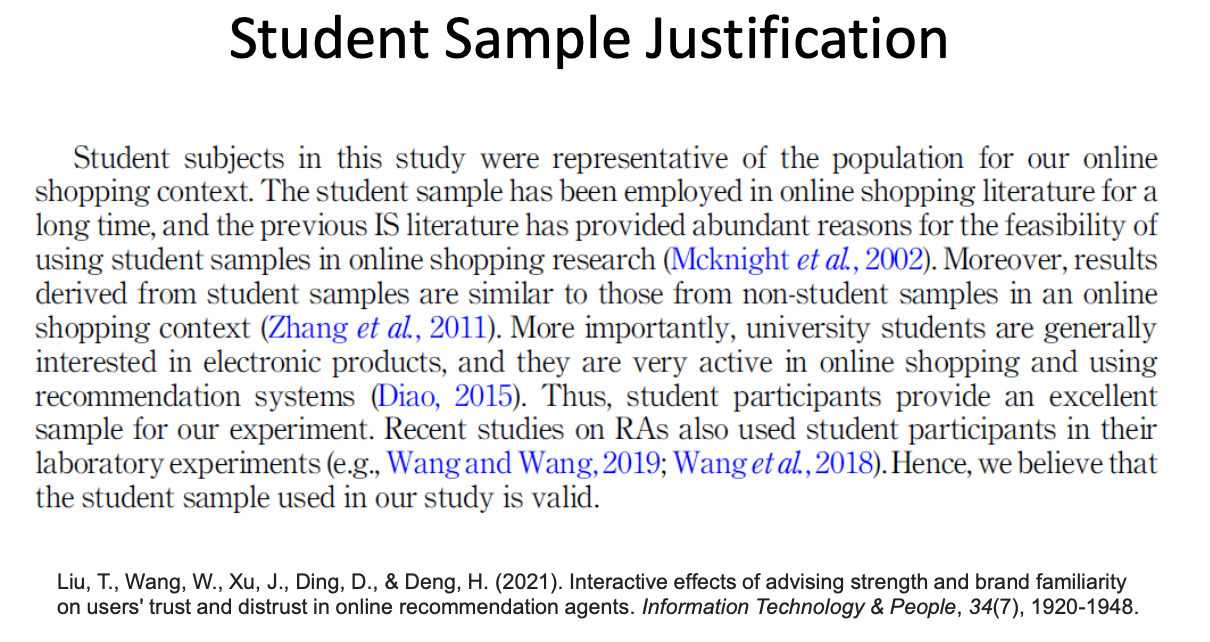 Student Sample Justification
Student subjects in this study were representative of the population for our online
shopping context. The student sample has been employed in online shopping literature for a
long time, and the previous IS literature has provided abundant reasons for the feasibility of
using student samples in online shopping research (Mcknight et al., 2002). Moreover, results
derived from student samples are similar to those from non-student samples in an online
shopping context (Zhang et al., 2011). More importantly, university students are generally
interested in electronic products, and they are very active in online shopping and using
recommendation systems (Diao, 2015). Thus, student participants provide an excellent
sample for our experiment. Recent studies on RAs also used student participants in their
laboratory experiments (e.g., Wang and Wang, 2019; Wang et al., 2018). Hence, we believe that
the student sample used in our study is valid.
Liu, T., Wang, W., Xu, J., Ding, D., & Deng, H. (2021). Interactive effects of advising strength and brand familiarity
on users' trust and distrust in online recommendation agents. Information Technology & People, 34(7), 1920-1948.